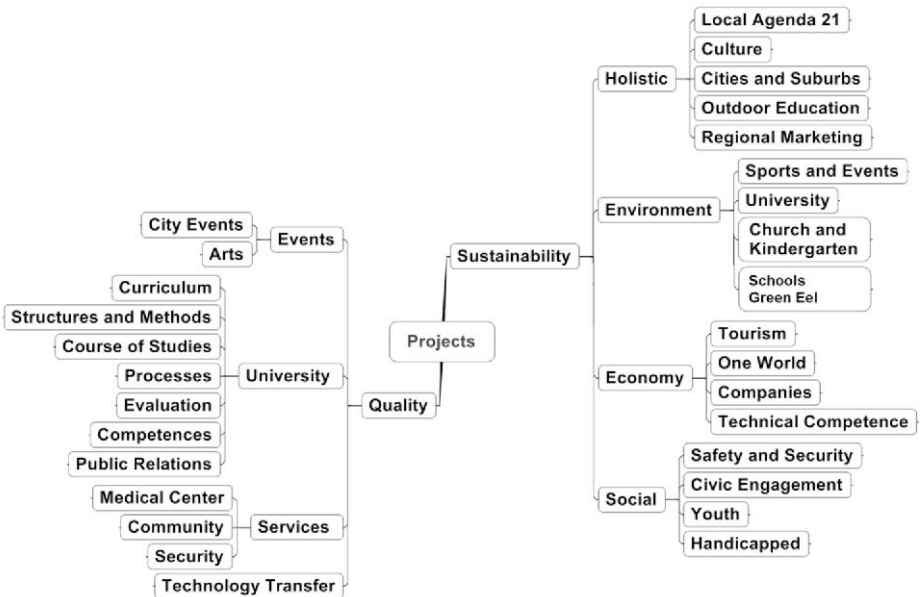 Projects
Sustainability
Holistic
Local Agenda 21
Culture
Cities and Suburbs
Outdoor Education
Regional Marketing
Environment
Sports and Events
University
Church and
Kindergarten
Schools
Green Eel
Economy
Tourism
One World
Companies
Technical Competence
Social
Safety and Security
Civic Engagement
Youth
Handicapped
Quality
Events
City Events
Arts
University
Curriculum
Structures and Methods
Course of Studies
Processes
Evaluation
Competences
Public Relations
Services
Medical Center
Community
Security
Technology Transfer